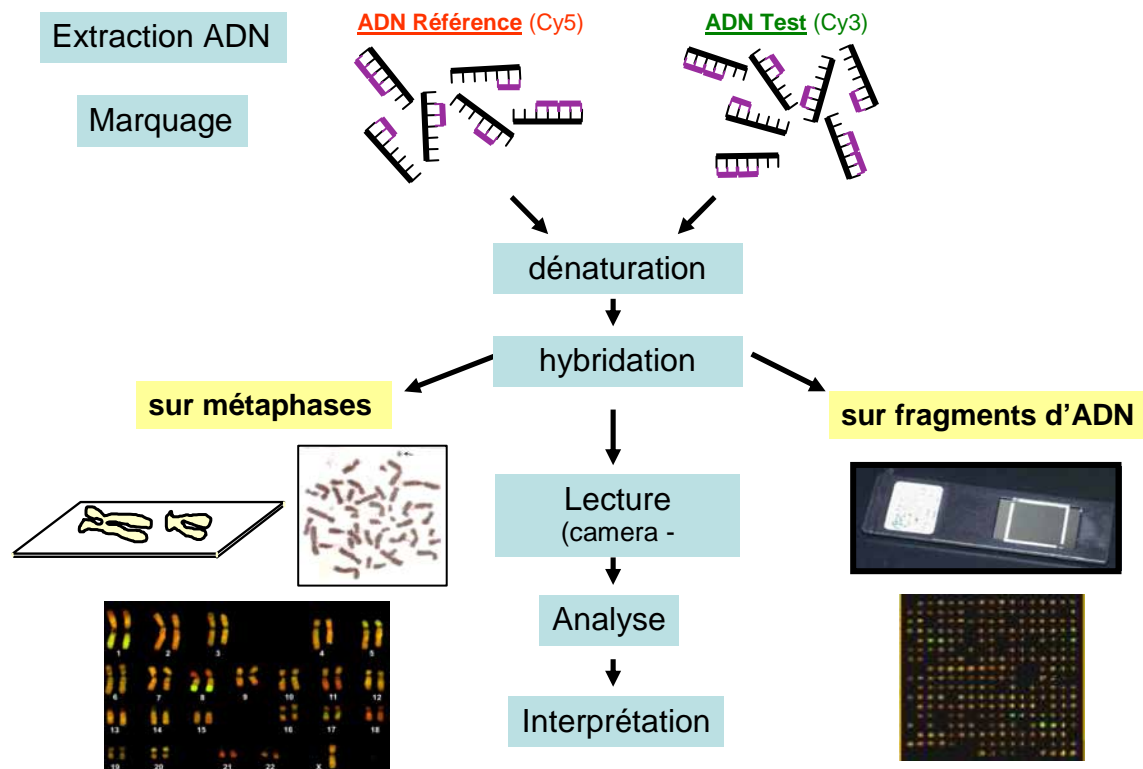 Extraction ADN
ADN Référence (Cy5)
ADN Test (Cy3)
Marquage
dénaturation
hybridation
sur métaphases
sur fragments d'ADN
Lecture
(camera -
Analyse
Interprétation
1 2 3 4 5
6 7 8 9 10 11 12
13 14 15 16 17 18
19 20 21 22 X